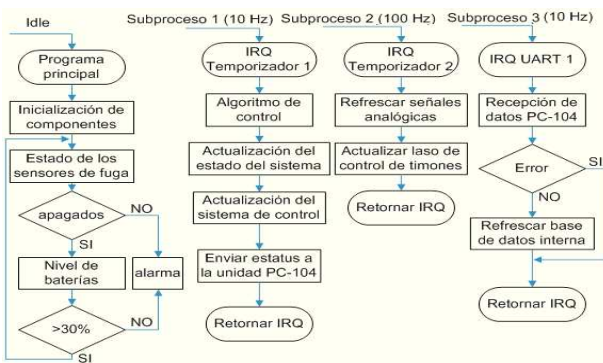 Idle
Programa
principal
Inicialización de
componentes
Estado de los
sensores de fuga
apagados
NO
SI
Nivel de
baterías
alarma
>30%
NO
SI
Subproceso 1 (10 Hz)
IRQ
Temporizador 1
Algoritmo de
control
Actualización del
estado del sistema
Actualización del
sistema de control
Enviar estatus a
la unidad PC-104
Retornar IRQ
Subproceso 2 (100 Hz)
IRQ
Temporizador 2
Refrescar señales
analógicas
Actualizar laso de
control de timones
Retornar IRQ
Subproceso 3 (10 Hz)
IRQ UART 1
Recepción de
datos PC-104
Error
SI
NO
Refrescar base
de datos interna
Retornar IRQ